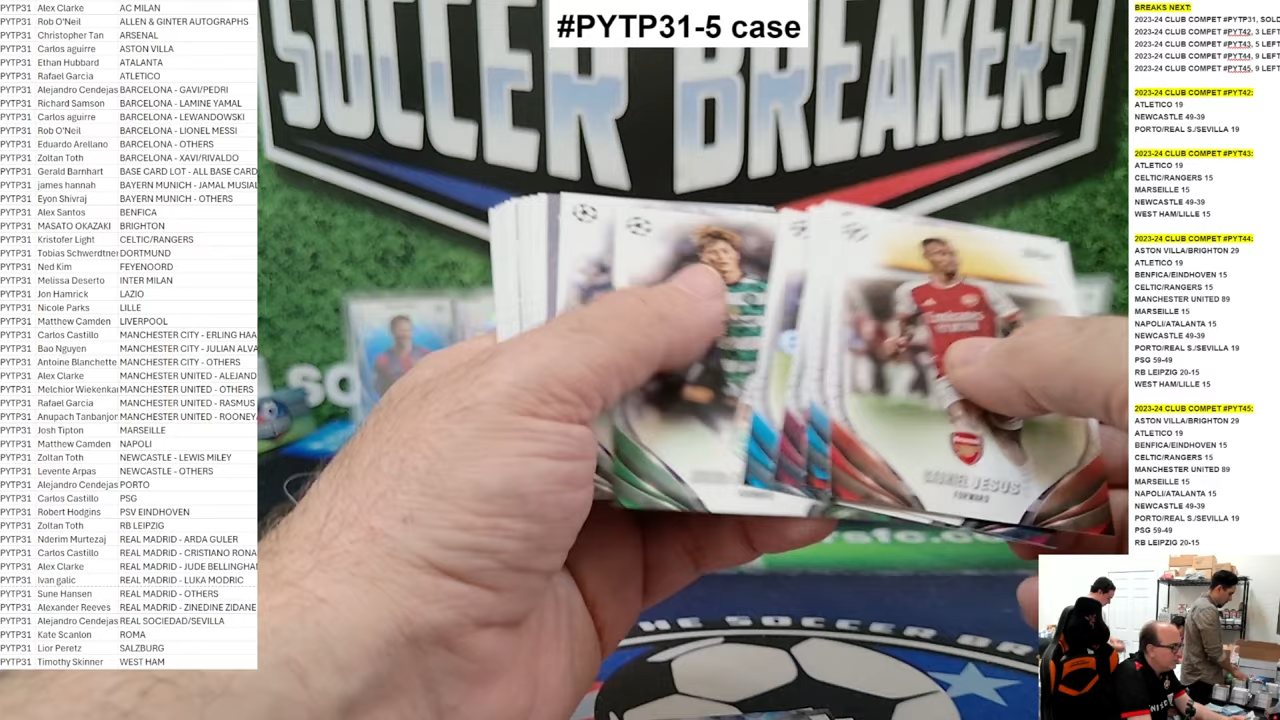 #PYTP31-5 case
PYTP31 Alex Clarke AC MILAN
PYTP31 Rob O'Neil ALLEN & GINTER AUTOGRAPHS
PYTP31 Christopher Tan ARSENAL
PYTP31 Carlos aguirre ASTON VILLA
PYTP31 Ethan Hubbard ATALANTA
PYTP31 Rafael Garcia ATLETICO
PYTP31 Alejandro Cendejas BARCELONA - GAVI/PEDRI
PYTP31 Richard Samson BARCELONA - LAMINE YAMAL
PYTP31 Carlos aguirre BARCELONA - LEWANDOWSKI
PYTP31 Rob O'Neil BARCELONA - LIONEL MESSI
PYTP31 Eduardo Arellano BARCELONA - OTHERS
PYTP31 Zoltan Toth BARCELONA - XAVI/RIVALDO
PYTP31 Gerald Barnhart BASE CARD LOT - ALL BASE CARD
PYTP31 james hannah BAYERN MUNICH - JAMAL MUSIAL
PYTP31 Eyon Shivraj BAYERN MUNICH - OTHERS
PYTP31 Alex Santos BENFICA
PYTP31 MASATO OKAZAKI BRIGHTON
PYTP31 Kristofer Light CELTIC/RANGERS
PYTP31 Tobias Schwerdtner DORTMUND
PYTP31 Ned Kim FEYENOORD
PYTP31 Melissa Deserto INTER MILAN
PYTP31 Jon Hamrick LAZIO
PYTP31 Nicole Parks LILLE
PYTP31 Matthew Camden LIVERPOOL
PYTP31 Carlos Castillo MANCHESTER CITY - ERLING HAA
PYTP31 Bao Nguyen MANCHESTER CITY - JULIAN ALVA
PYTP31 Antoine Blanchette MANCHESTER CITY - OTHERS
PYTP31 Alex Clarke MANCHESTER UNITED - ALEJAND
PYTP31 Melchior Wiekenkar MANCHESTER UNITED - OTHERS
PYTP31 Rafael Garcia MANCHESTER UNITED - RASMUS
PYTP31 Anupach Tanbanjor MANCHESTER UNITED - ROONEY
PYTP31 Josh Tipton MARSEILLE
PYTP31 Matthew Camden NAPOLI
PYTP31 Zoltan Toth NEWCASTLE - LEWIS MILEY
PYTP31 Levente Arpas NEWCASTLE - OTHERS
PYTP31 Alejandro Cendejas PORTO
PYTP31 Carlos Castillo PSG
PYTP31 Robert Hodgins PSV EINDHOVEN
PYTP31 Zoltan Toth RB LEIPZIG
PYTP31 Nderim Murtezaj REAL MADRID - ARDA GULER
PYTP31 Carlos Castillo REAL MADRID - CRISTIANO RONA
PYTP31 Alex Clarke REAL MADRID - JUDE BELLINGHA
PYTP31 Ivan galic REAL MADRID - LUKA MODRIC
PYTP31 Sune Hansen REAL MADRID - OTHERS
PYTP31 Alexander Reeves REAL MADRID - ZINEDINE ZIDANE
PYTP31 Alejandro Cendejas REAL SOCIEDAD/SEVILLA
PYTP31 Kate Scanlon ROMA
PYTP31 Lior Peretz SALZBURG
PYTP31 Timothy Skinner WEST HAM
SOCCER BREAKERS
Emirates
Arsenal
GABRIEL JESUS
FORWARD
THE SOCCER BR
BREAKS NEXT:
2023-24 CLUB COMPET #PYTP31, SOLD
2023-24 CLUB COMPET #PYT42, 3 LEFT
2023-24 CLUB COMPET #PYT43, 5 LEFT
2023-24 CLUB COMPET #PYT44, 9 LEFT
2023-24 CLUB COMPET #PYT45, 9 LEFT
2023-24 CLUB COMPET #PYT42:
ATLETICO 19
NEWCASTLE 49-39
PORTO/REAL S./SEVILLA 19
2023-24 CLUB COMPET #PYT43:
ATLETICO 19
CELTIC/RANGERS 15
MARSEILLE 15
NEWCASTLE 49-39
WEST HAM/LILLE 15
2023-24 CLUB COMPET #PYT44:
ASTON VILLA/BRIGHTON 29
ATLETICO 19
BENFICA/EINDHOVEN 15
CELTIC/RANGERS 15
MANCHESTER UNITED 89
MARSEILLE 15
NAPOLI/ATALANTA 15
NEWCASTLE 49-39
PORTO/REAL S./SEVILLA 19
PSG 59-49
RB LEIPZIG 20-15
WEST HAM/LILLE 15
2023-24 CLUB COMPET #PYT45:
ASTON VILLA/BRIGHTON 29
ATLETICO 19
BENFICA/EINDHOVEN 15
CELTIC/RANGERS 15
MANCHESTER UNITED 89
MARSEILLE 15
NAPOLI/ATALANTA 15
NEWCASTLE 49-39
PORTO/REAL S./SEVILLA 19
PSG 59-49
RB LEIPZIG 20-15